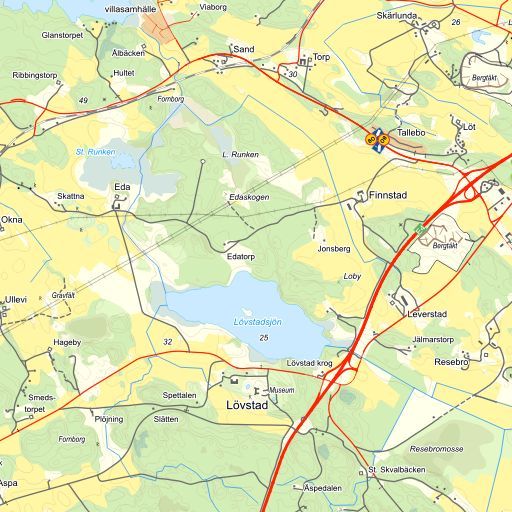 villasamhälle
Viaborg
Skärlunda
26
Glanstorpet
Ålbäcken
Sand
Torp
Ribbingstorp
Hultet
30
Bergtäkt
49
Fornborg
80
Tallebo
Löt
St. Runken
L. Runken
Eda
Skattna
Edaskogen
Finnstad
Okna
Jonsberg
Bergtäkt
Edatorp
Loby
Gravfält
Ullevi
Lövstadsjön
Leverstad
25
Hageby
32
Jälmarstorp
Lövstad krog
Resebro
Smeds-
torpet
Spettalen
Museum
Lövstad
Plöjning
Slätten
Fornborg
Resebromosse
St. Skvalbäcken
Aspa
Åspedalen